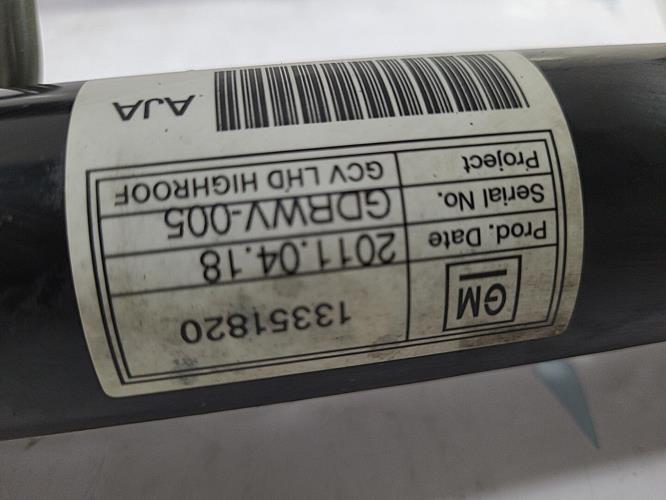 GM 13351820
Prod. Date 2011.04.18
Serial No. GDRWV-005
Project GCV LHD HIGHROOF
AJA